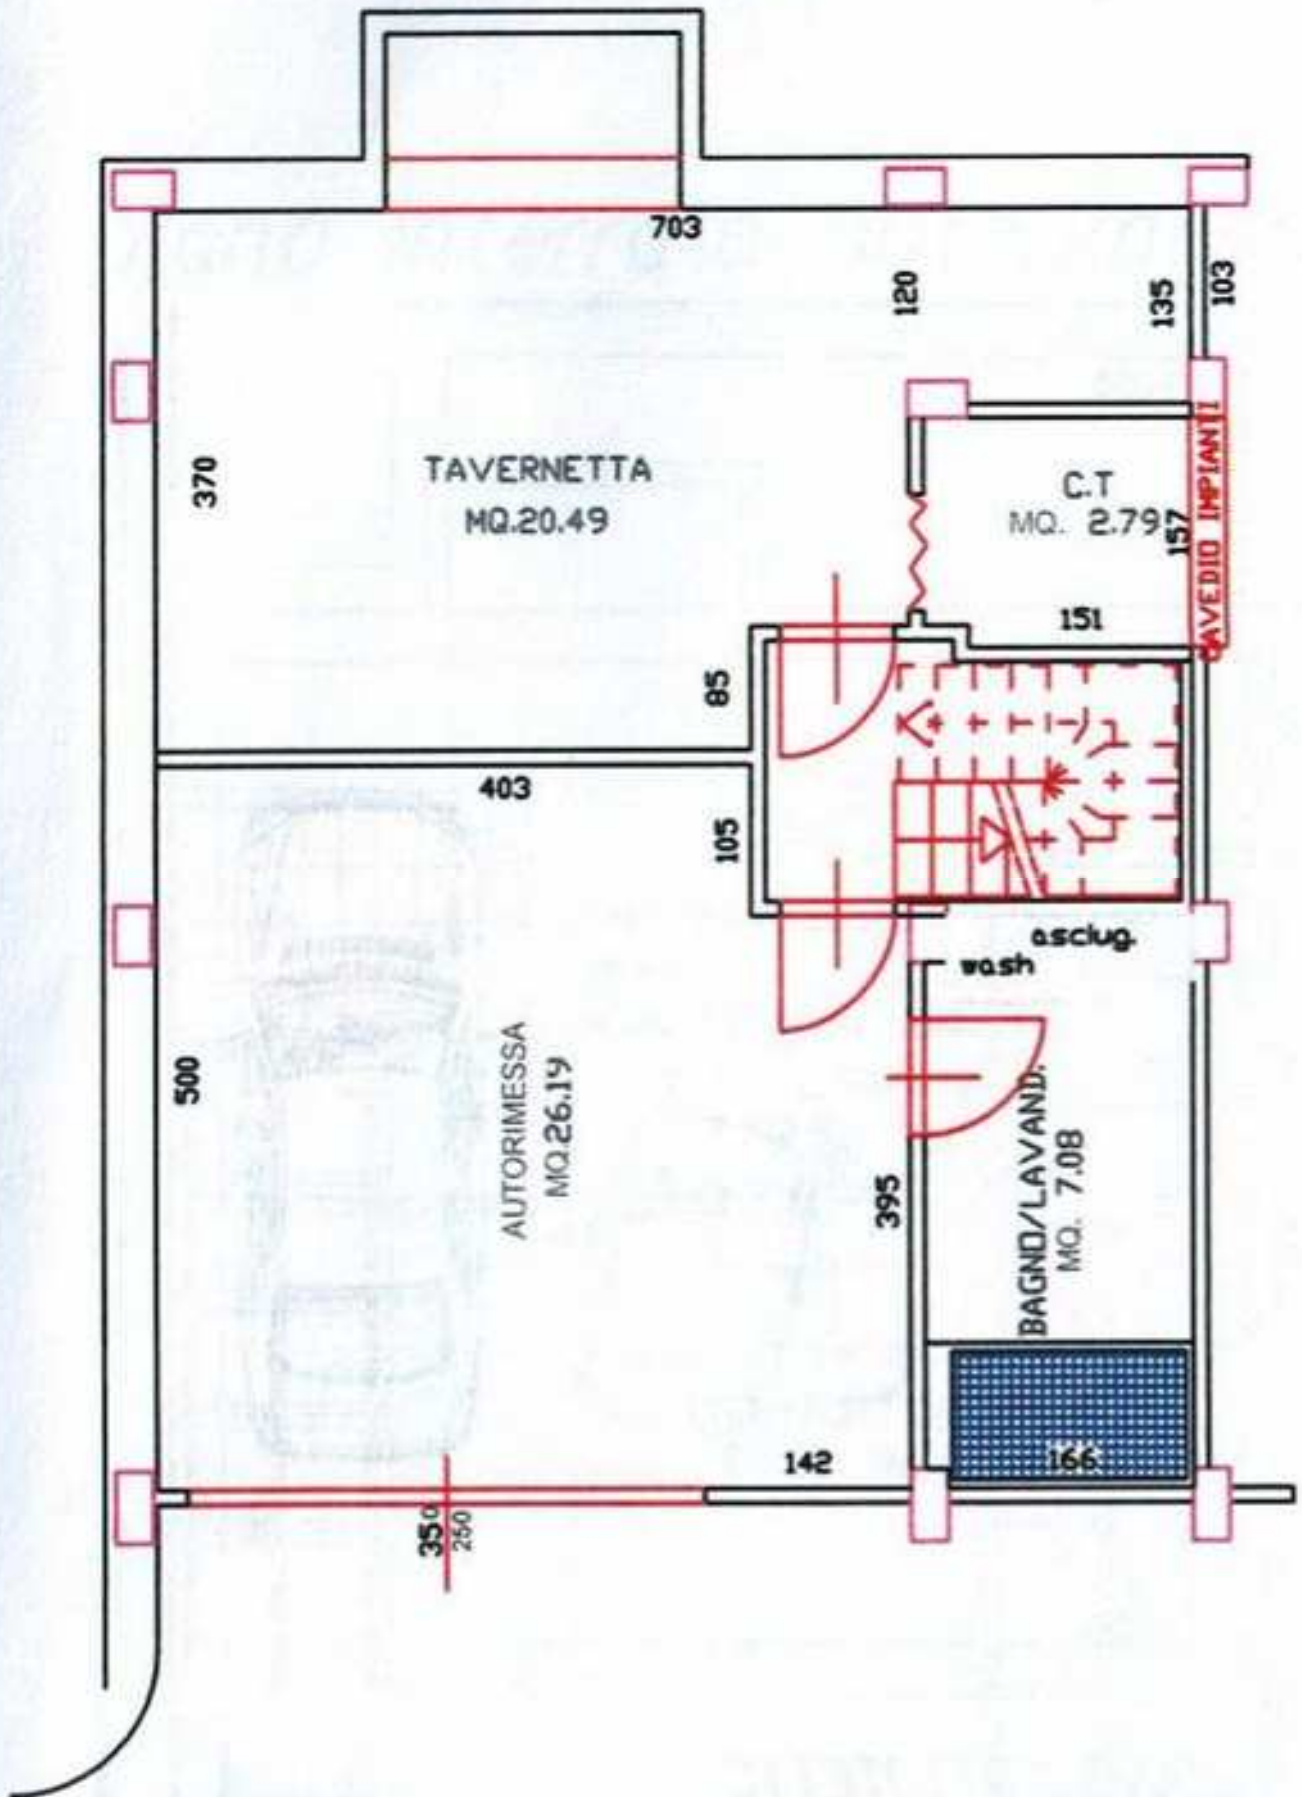 703
120
135
103
370
TAVERNETTA
MQ.20.49
C.T
MQ. 2.79
157
CAVEDIO IMPIANTI
151
85
403
105
asciug.
wash
500
AUTORIMESSA
MQ.26.19
395
BAGNO/LAVAND.
MQ. 7.08
142
166
350
250